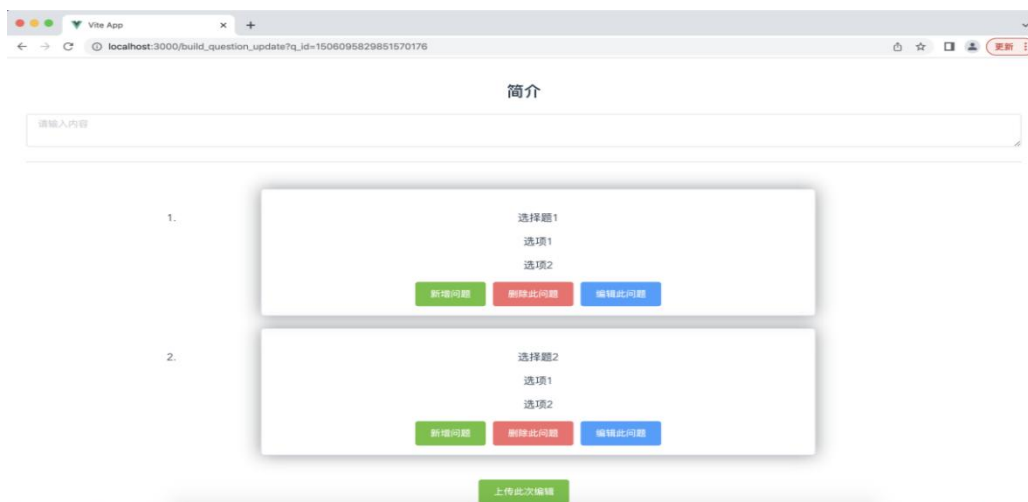 Vite App
localhost:3000/build_question_update?q_id=1506095829851570176
更新
简介
请输入内容
1.
选择题1
选项1
选项2
新增问题 删除此问题 编辑此问题
2.
选择题2
选项1
选项2
新增问题 删除此问题 编辑此问题
上传此次编辑